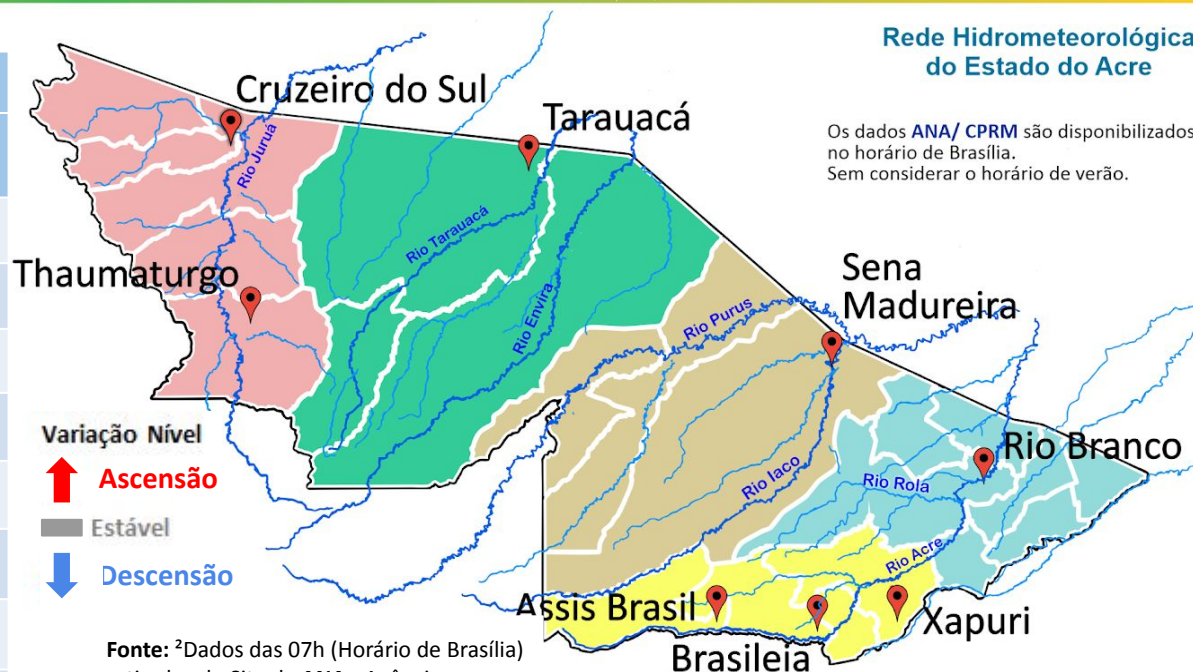 Rede Hidrometeorológica
do Estado do Acre
Os dados ANA/ CPRM são disponibilizados
no horário de Brasília.
Sem considerar o horário de verão.
Cruzeiro do Sul
Tarauacá
Rio Juruá
Rio Tarauacá
Thaumaturgo
Rio Envira
Sena
Madureira
Rio Purus
Variação Nível
Ascensão
Estável
Descensão
Rio Branco
Rio Iaco
Rio Rola
Rio Acre
Assis Brasil
Xapuri
Brasileia
Fonte: ²Dados das 07h (Horário de Brasília)